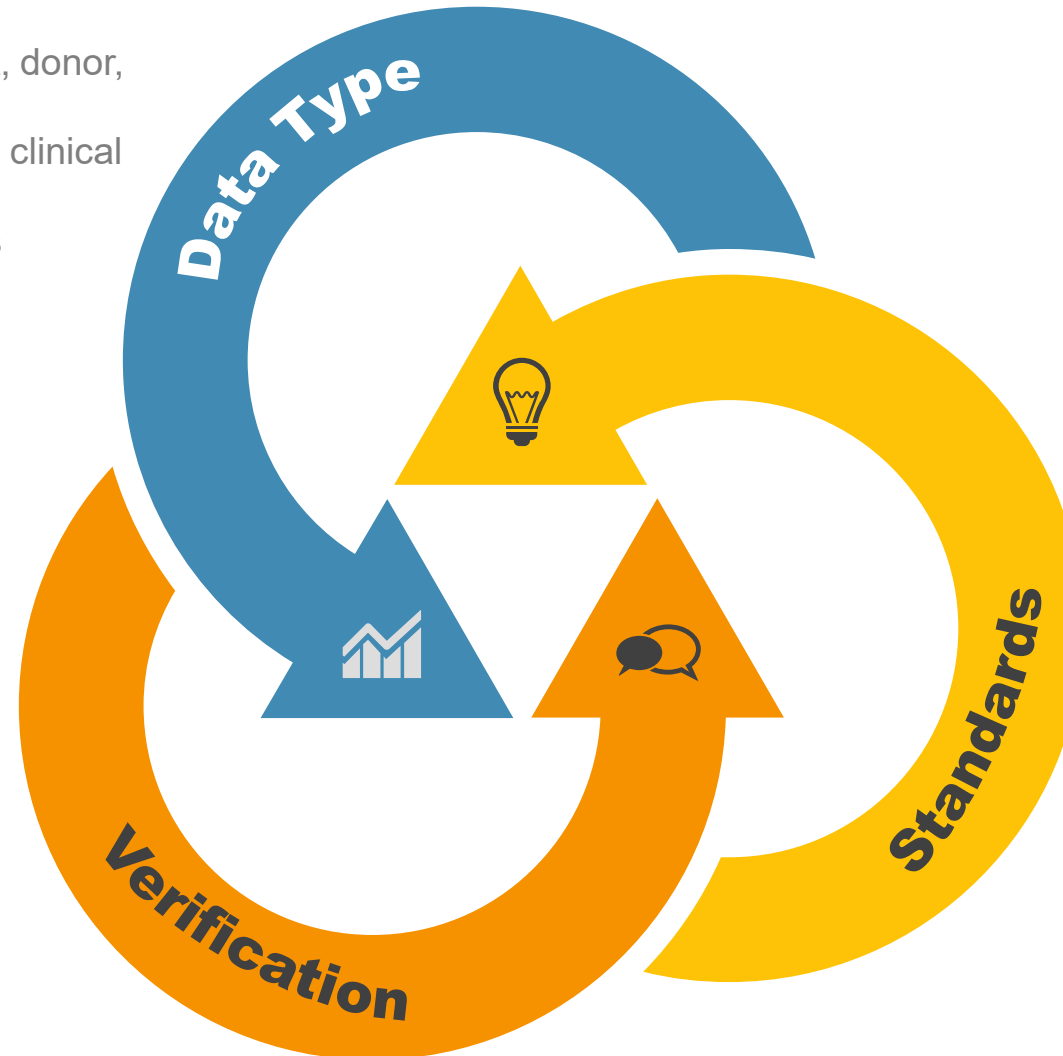 , donor,
clinical
Data Type
Standards
Verification